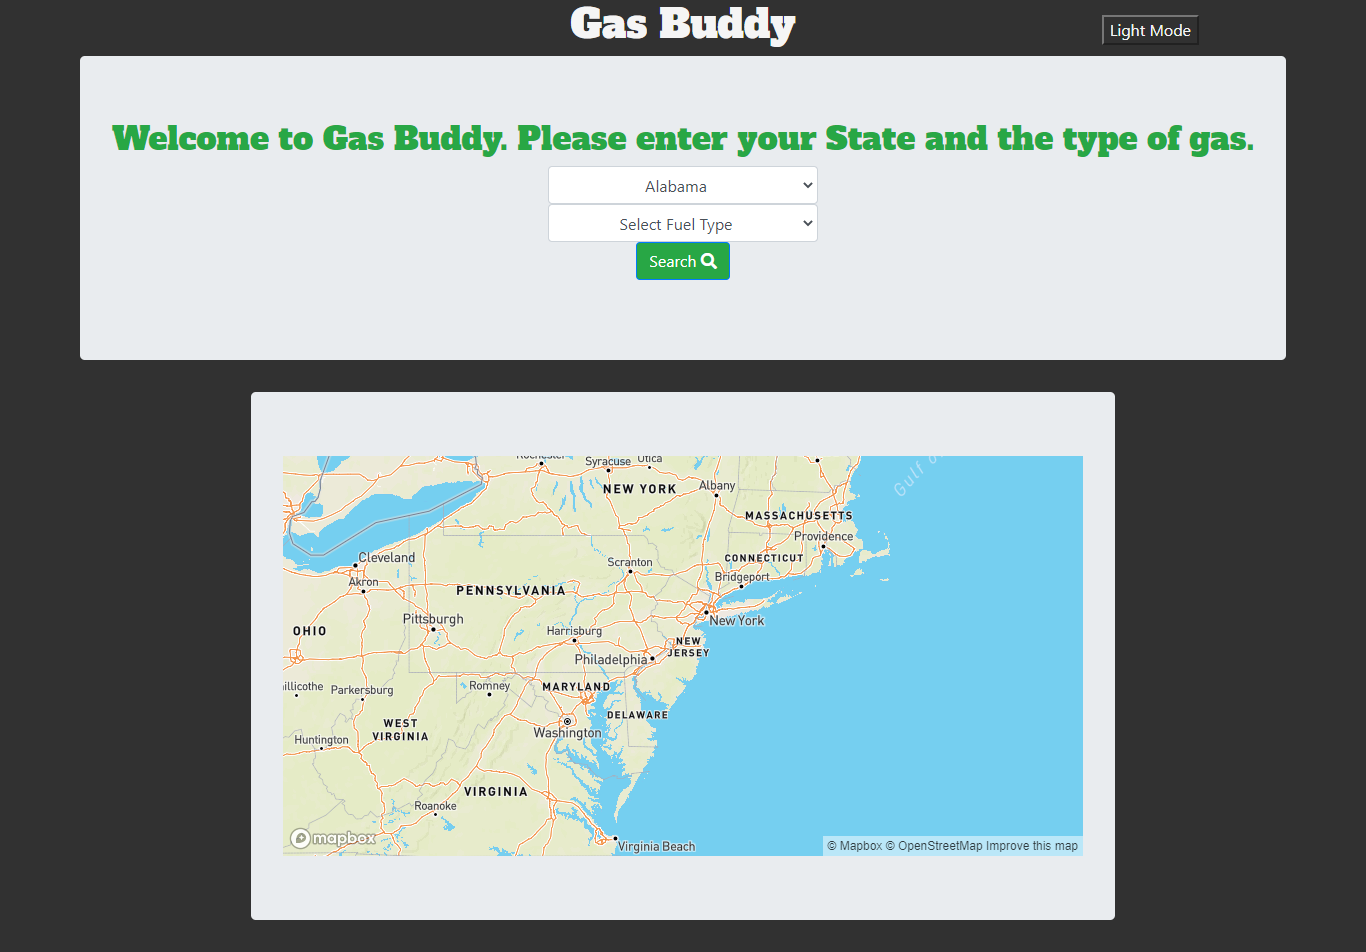 Gas Buddy
Light Mode
Welcome to Gas Buddy. Please enter your State and the type of gas.
Alabama
Select Fuel Type
Search
Syracuse
Utica
NEW YORK
Albany
MASSACHUSETTS
Providence
Cleveland
CONNECTICUT
Scranton
Akron
Bridgeport
PENNSYLVANIA
Pittsburgh
New York
OHIO
Harrisburg
NEW
JERSEY
Philadelphia
illicothe
Parkersburg
Romney
MARYLAND
DELAWARE
WEST
VIRGINIA
Washington
Huntington
VIRGINIA
Roanoke
mapbox
Virginia Beach
© Mapbox © OpenStreetMap Improve this map
Gulf